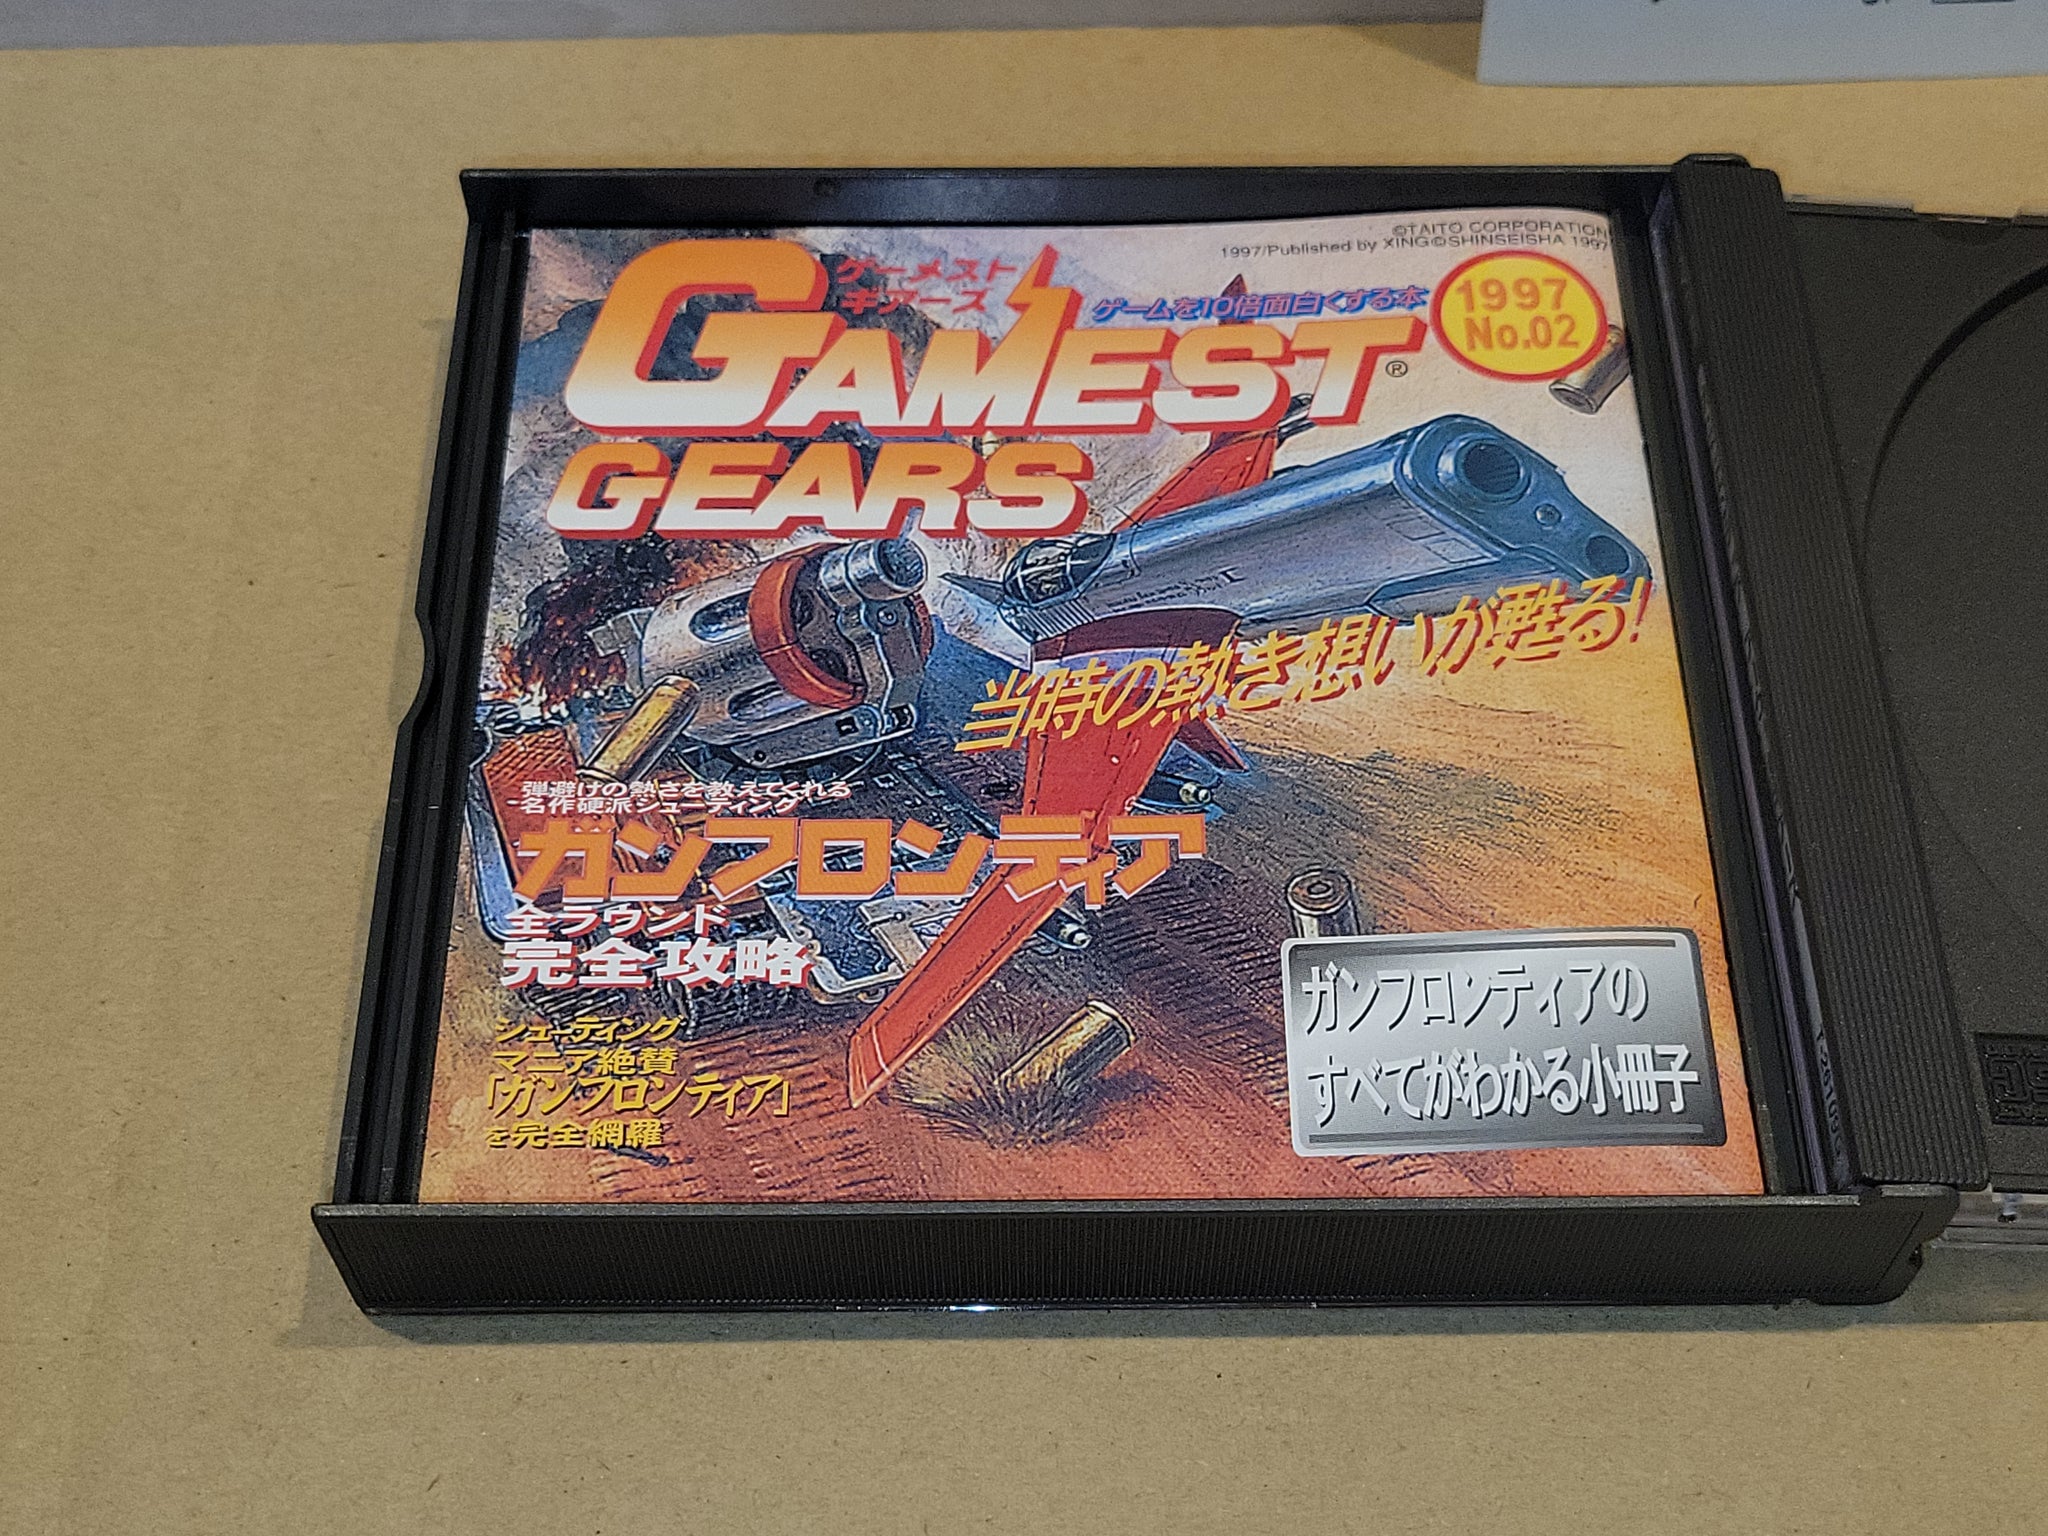 ©TAITO CORPORATION
1997/Published by XING©SHINSEISHA 1997
ゲーメスト
ギアーズ
ゲームを10倍面白くする本
1997
No.02
GAMEST®
GEARS
当時の熱き想いが甦る!
弾避けの熱さを教えてくれる
名作硬派シューティング
ガンフロンティア
全ラウンド
完全攻略
シューティング
マニア絶賛
「ガンフロンティア」
を完全網羅
ガンフロンティアの
すべてがわかる小冊子